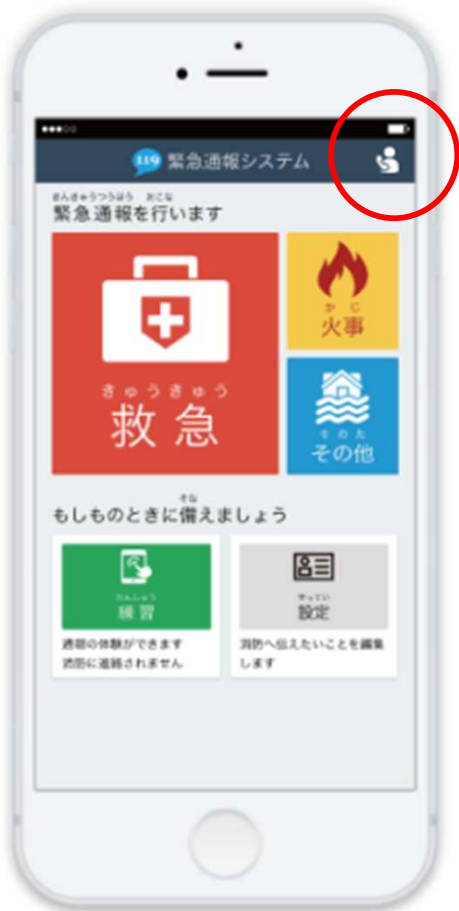 119 緊急通報システム
きんきゅうつうほう おこな
緊急通報を行います
きゅうきゅう
救急
かじ
火事
そのた
その他
そな
もしものときに備えましょう
れんしゅう
練習
通報の体験ができます
消防に連絡されません
せってい
設定
消防へ伝えたいことを編集
します